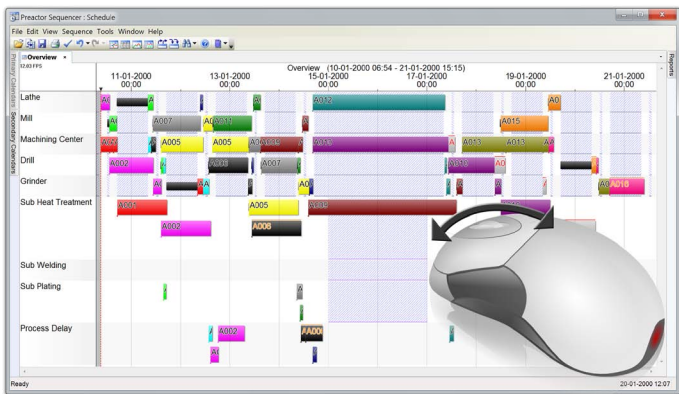 Preactor Sequencer : Schedule
File Edit View Sequence Tools Window Help
Overview
12.03 FPS
Overview (10-01-2000 06:54 - 21-01-2000 15:15)
11-01-2000 13-01-2000 15-01-2000 17-01-2000 19-01-2000 21-01-2000
00:00 00:00 00:00 00:00 00:00 00:00
Primary Calendars Secondary Calendars
Reports
Lathe
A012
Mill
A007 A011 A015
Machining Center
A005 A005 A013 A013
Drill
A002 A007
Grinder
A016
Sub Heat Treatment
A005
A002 A006
Sub Welding
Sub Plating
Process Delay
A002
Ready
20-01-2000 12:07